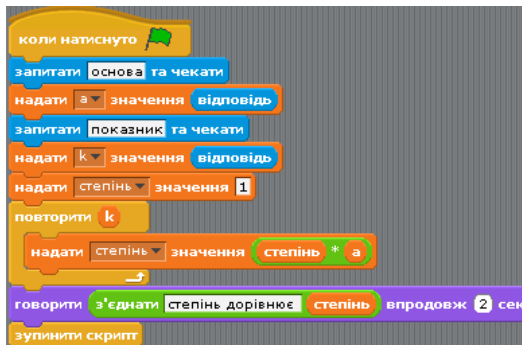 коли натиснуто
запитати основа та чекати
надати a значення відповідь
запитати показник та чекати
надати k значення відповідь
надати степінь значення 1
повторити k
надати степінь значення степінь * a
говорити з'єднати степінь дорівнює степінь впродовж 2 сек
зупинити скрипт